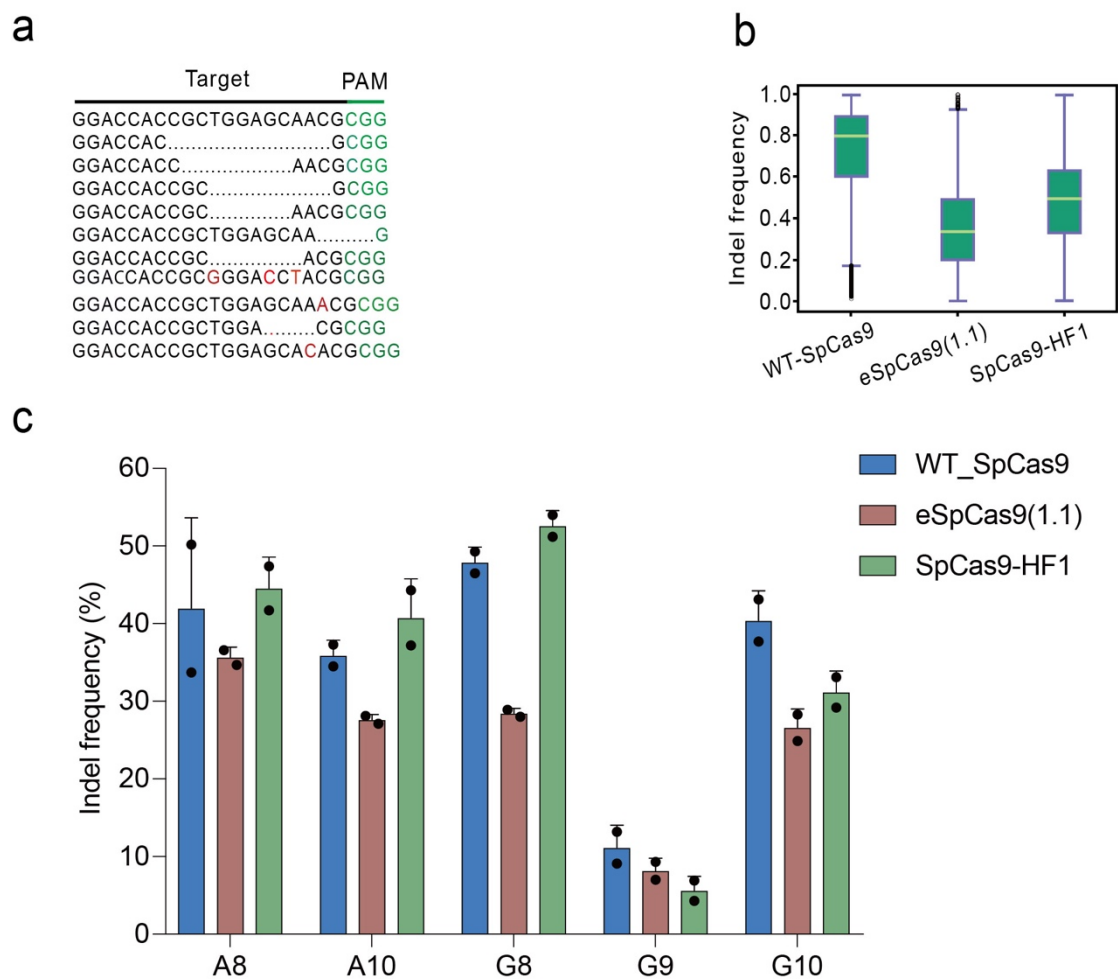 a
Target PAM
GGACCACCGCTGGAGCAACGCGG
GGACCAC......................GCGG
GGACCACC...............AACGCGG
GGACCACCGC................GCGG
GGACCACCGC...........AACGCGG
GGACCACCGCTGGAGCAA..........G
GGACCACCGC................ACGCGG
GGACCACCGCGGGACCTACGCGG
GGACCACCGCTGGAGCAAACGCGG
GGACCACCGCTGGA.........CGCGG
GGACCACCGCTGGAGCACACGCGG
b
Indel frequency
1.0
0.8
0.6
0.4
0.2
0.0
WT-SpCas9
eSpCas9(1.1)
SpCas9-HF1
c
Indel frequency (%)
60
50
40
30
20
10
0
A8 A10 G8 G9 G10
WT_SpCas9
eSpCas9(1.1)
SpCas9-HF1